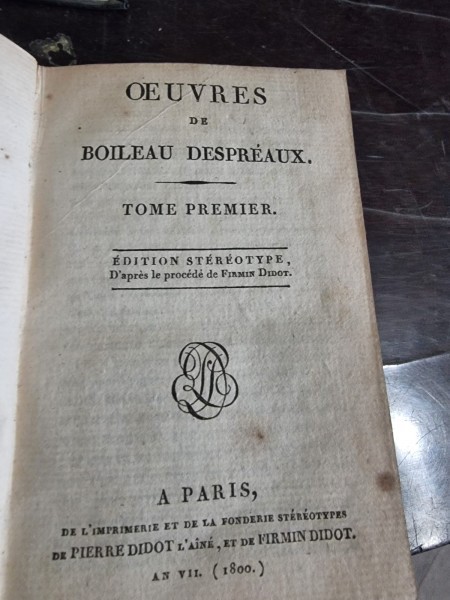 ŒUVRES
DE
BOILEAU DESPRÉAUX.
TOME PREMIER.
ÉDITION STÉRÉOTYPE,
D'après le procédé de FIRMIN DIDOT.
A PARIS,
DE L'IMPRIMERIE ET DE LA FONDERIE STÉRÉOTYPES
DE PIERRE DIDOT L'AÎNÉ, ET DE FIRMIN DIDOT.
AN VII. (1800.)